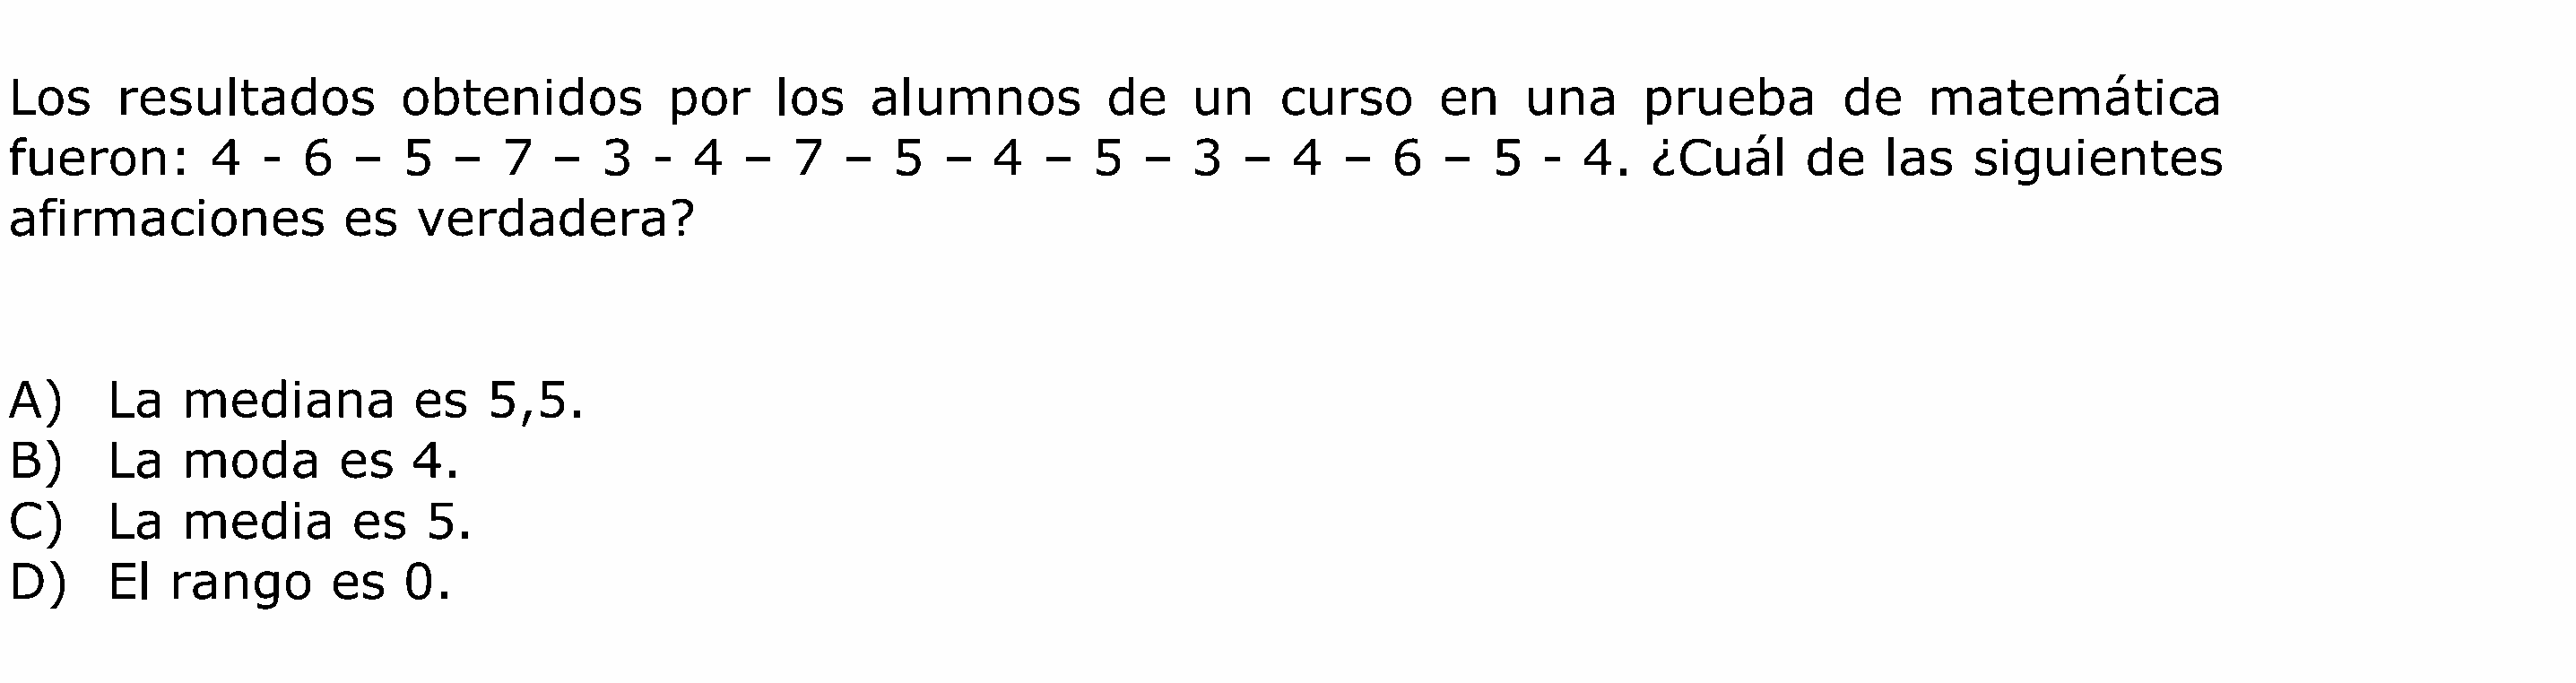 Los resultados obtenidos por los alumnos de un curso en una prueba de matemática
fueron: 4 - 6 – 5 – 7 – 3 - 4 – 7 – 5 – 4 – 5 – 3 – 4 – 6 – 5 - 4. ¿Cuál de las siguientes
afirmaciones es verdadera?
A) La mediana es 5,5.
B) La moda es 4.
C) La media es 5.
D) El rango es 0.